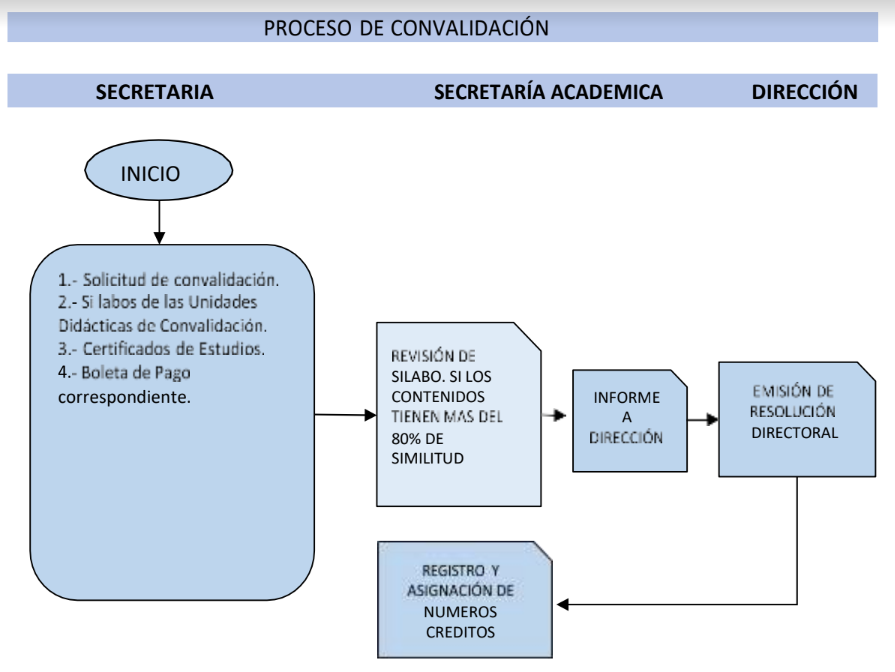 PROCESO DE CONVALIDACIÓN
SECRETARIA
SECRETARÍA ACADEMICA
DIRECCIÓN
INICIO
1.- Solicitud de convalidación.
2.- Si labos de las Unidades
Didácticas de Convalidación.
3.- Certificados de Estudios.
4.- Boleta de Pago
correspondiente.
REVISIÓN DE
SILABO. SI LOS
CONTENIDOS
TIENEN MAS DEL
80% DE
SIMILITUD
INFORME
A
DIRECCIÓN
EMISIÓN DE
RESOLUCIÓN
DIRECTORAL
REGISTRO Y
ASIGNACIÓN DE
NUMEROS
CREDITOS